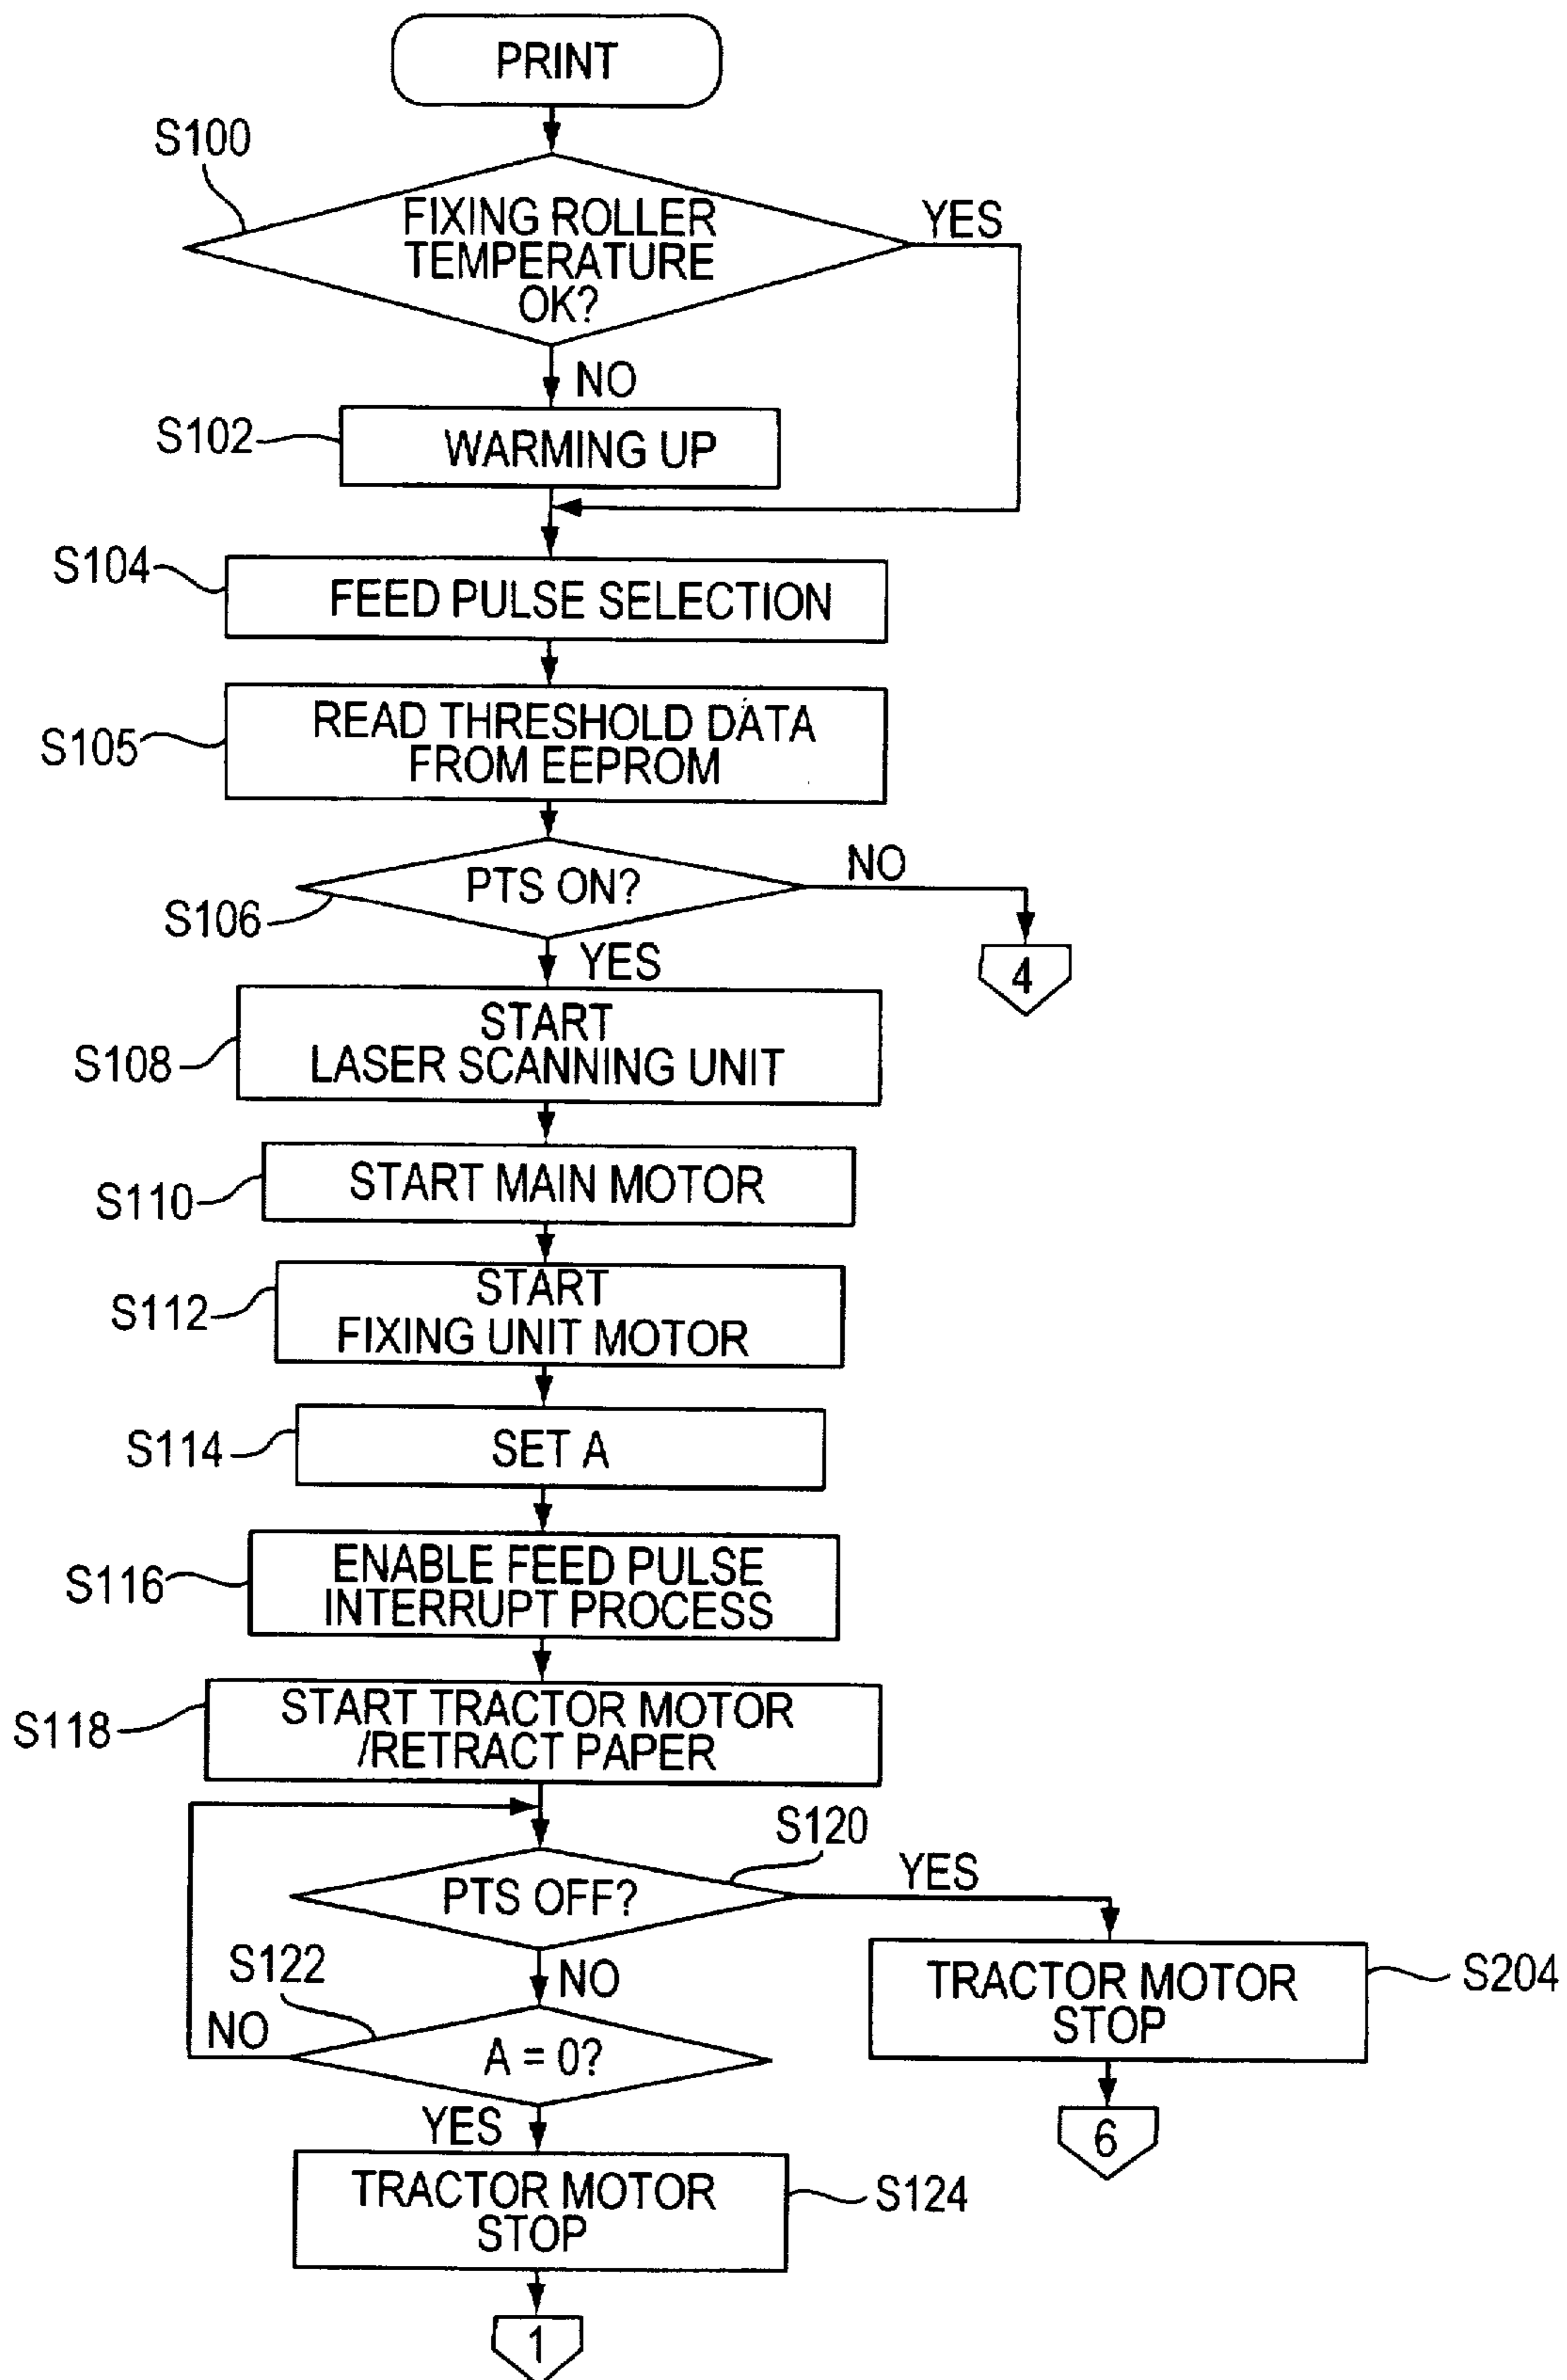 PRINT
S100
FIXING ROLLER
TEMPERATURE
OK?
YES
NO
S102
WARMING UP
S104
FEED PULSE SELECTION
S105
READ THRESHOLD DATA
FROM EEPROM
S106
PTS ON?
NO
4
YES
S108
START
LASER SCANNING UNIT
S110
START MAIN MOTOR
S112
START
FIXING UNIT MOTOR
S114
SET A
S116
ENABLE FEED PULSE
INTERRUPT PROCESS
S118
START TRACTOR MOTOR
/RETRACT PAPER
S120
PTS OFF?
YES
S204
TRACTOR MOTOR
STOP
6
NO
S122
A = 0?
NO
YES
TRACTOR MOTOR
STOP
S124
1